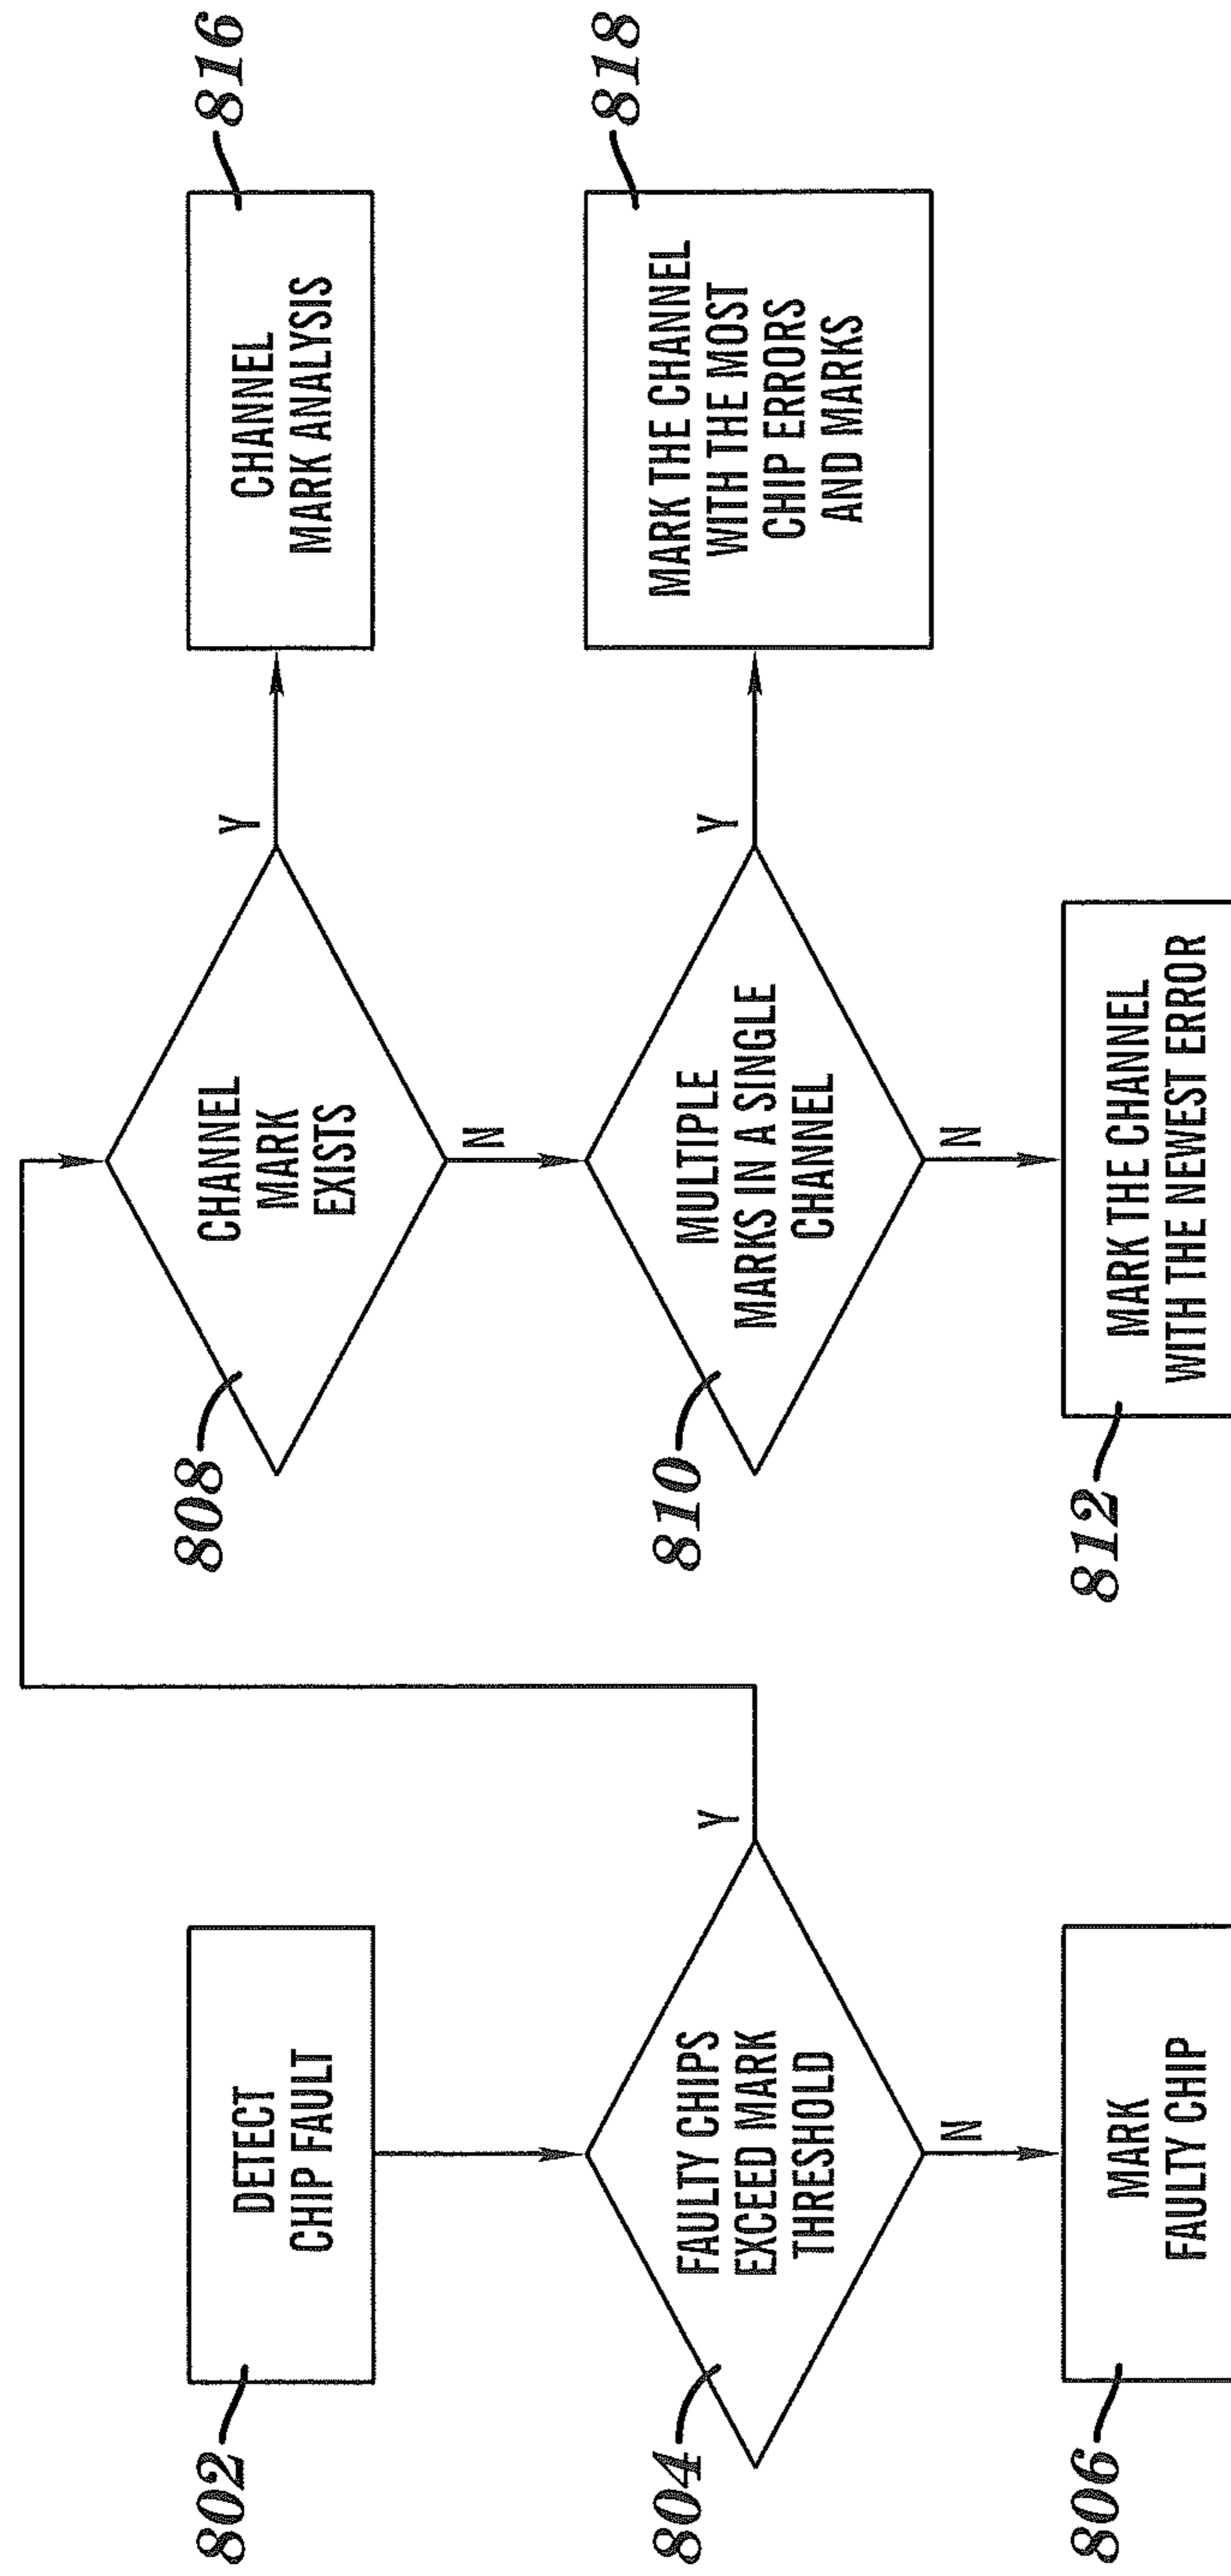 802
DETECT
CHIP FAULT
804
FAULTY CHIPS
EXCEED MARK
THRESHOLD
Y
N
806
MARK
FAULTY CHIP
808
CHANNEL
MARK
EXISTS
Y
N
816
CHANNEL
MARK ANALYSIS
810
MULTIPLE
MARKS IN A SINGLE
CHANNEL
Y
N
818
MARK THE CHANNEL
WITH THE MOST
CHIP ERRORS
AND MARKS
812
MARK THE CHANNEL
WITH THE NEWEST ERROR